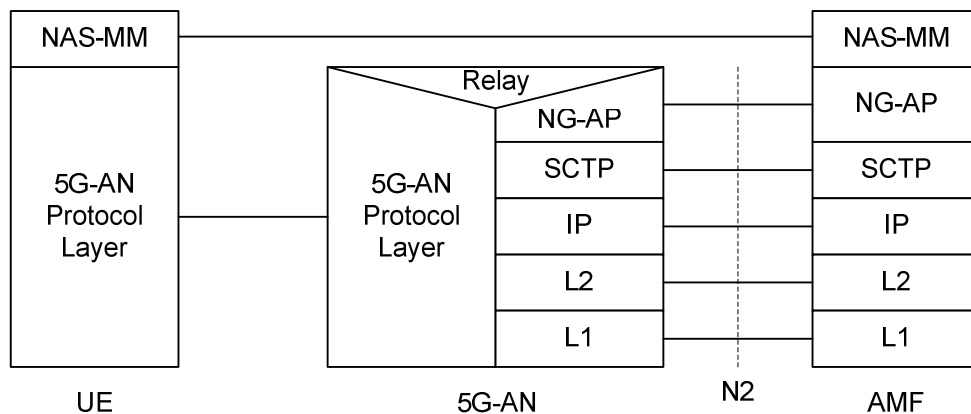 NAS-MM
NAS-MM
Relay
NG-AP
NG-AP
5G-AN
Protocol
Layer
5G-AN
Protocol
Layer
SCTP
SCTP
IP
IP
L2
L2
L1
L1
UE
5G-AN
N2
AMF